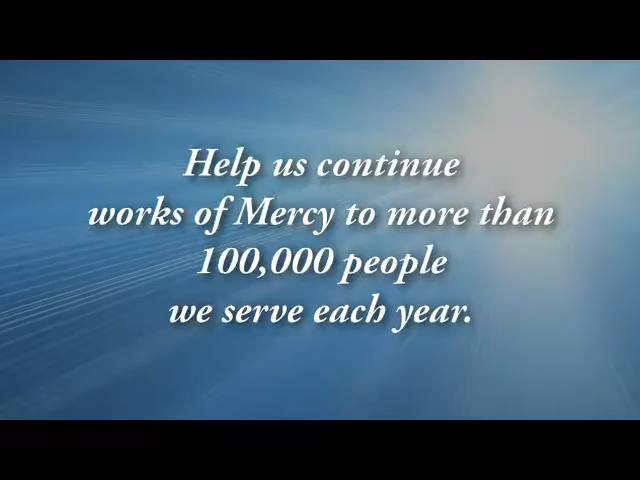 Help us continue
works of Mercy to more than
100,000 people
we serve each year.